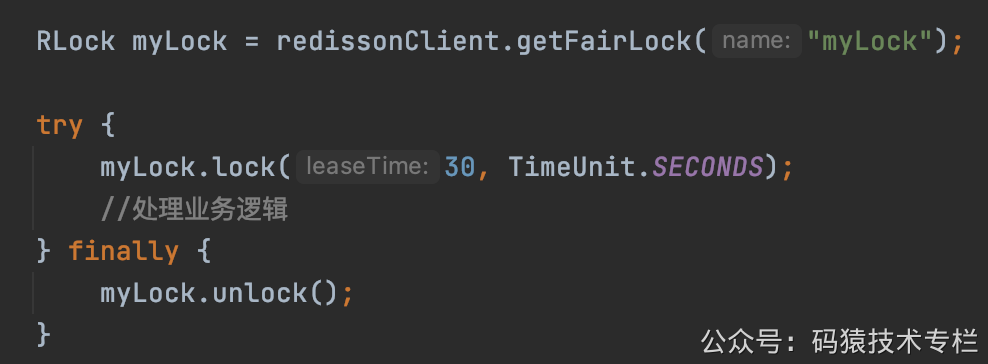 RLock myLock = redissonClient.getFairLock( name: "myLock");
try {
myLock.lock( leaseTime: 30, TimeUnit.SECONDS);
//处理业务逻辑
} finally {
myLock.unlock();
}
公众号：码猿技术专栏